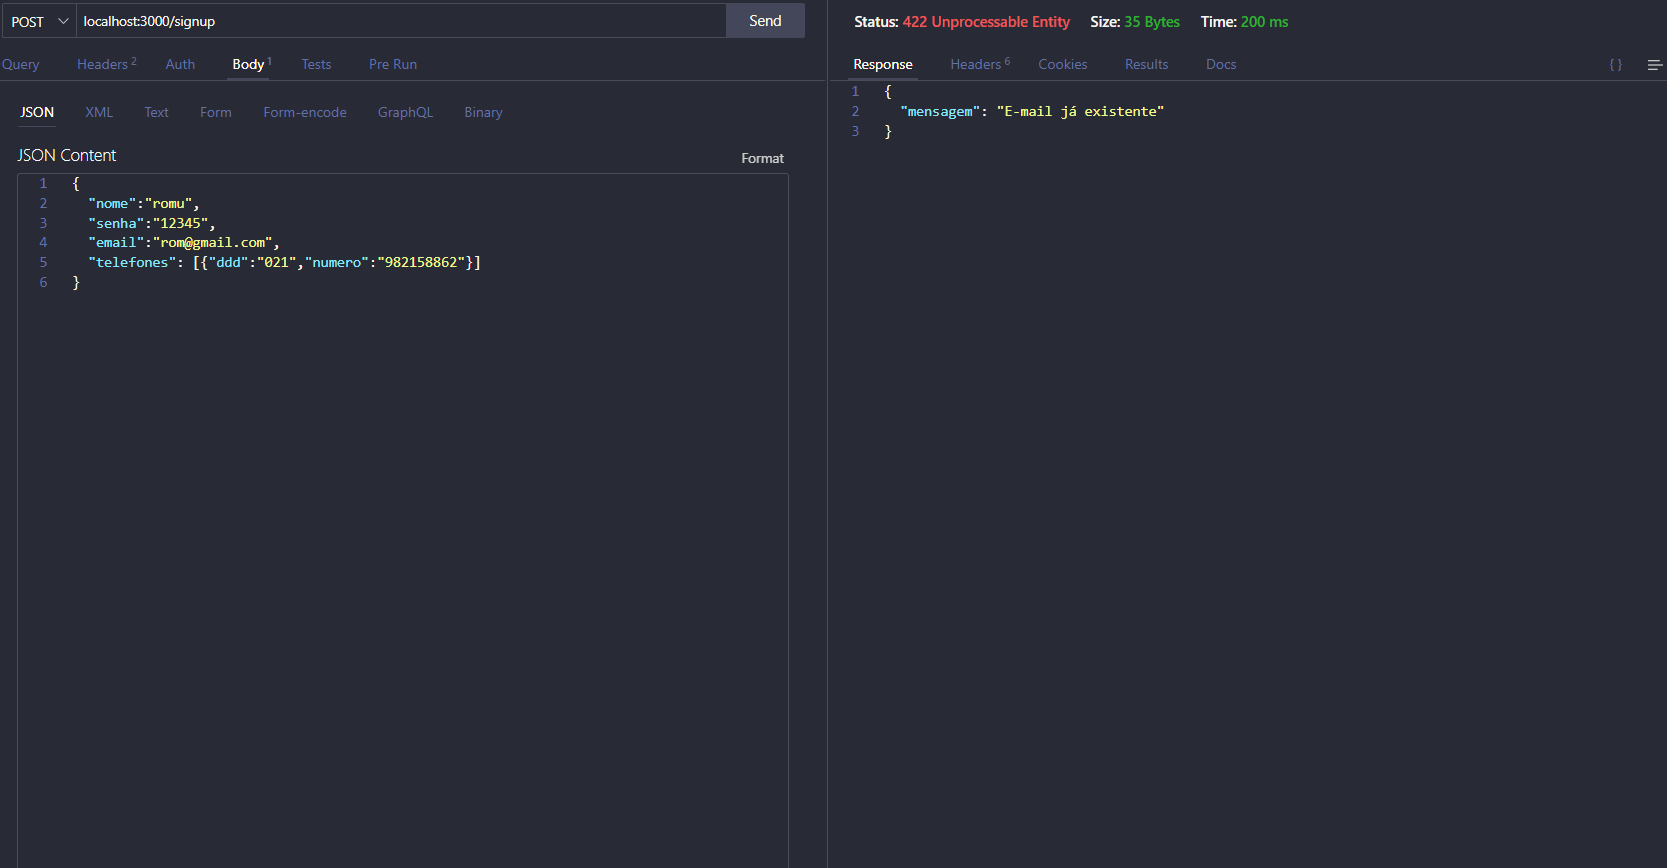 POST localhost:3000/signup Send
Query Headers 2 Auth Body 1 Tests Pre Run
JSON XML Text Form Form-encode GraphQL Binary
JSON Content Format
1 {
2 "nome":"romu",
3 "senha":"12345",
4 "email":"rom@gmail.com",
5 "telefones": [{"ddd":"021","numero":"982158862"}]
6 }
Status: 422 Unprocessable Entity Size: 35 Bytes Time: 200 ms
Response Headers 6 Cookies Results Docs { }
1 {
2 "mensagem": "E-mail já existente"
3 }